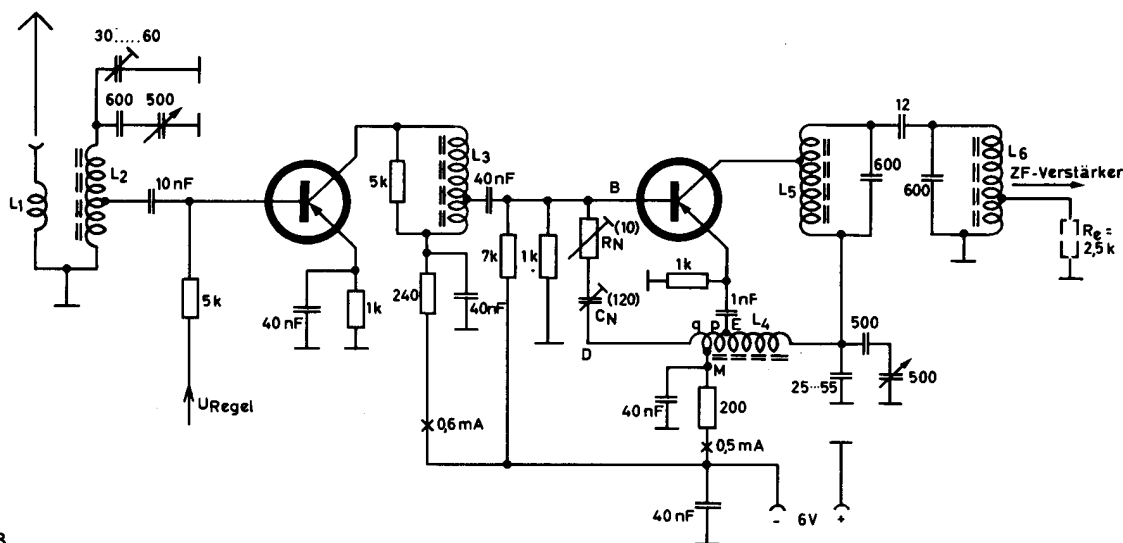 30.....60
600 500
L1
L2
10 nF
5k
URegel
40 nF
1k
5k
L3
40nF
240
40nF
0,6 mA
7k
1k
B
(10)
RN
(120)
CN
D
1k
1nF
q p E L4
M
40 nF
200
0,5 mA
40 nF
- 6V +
L5
600
12
600
L6
ZF-Verstärker
Re =
2,5 k
500
25...55
500